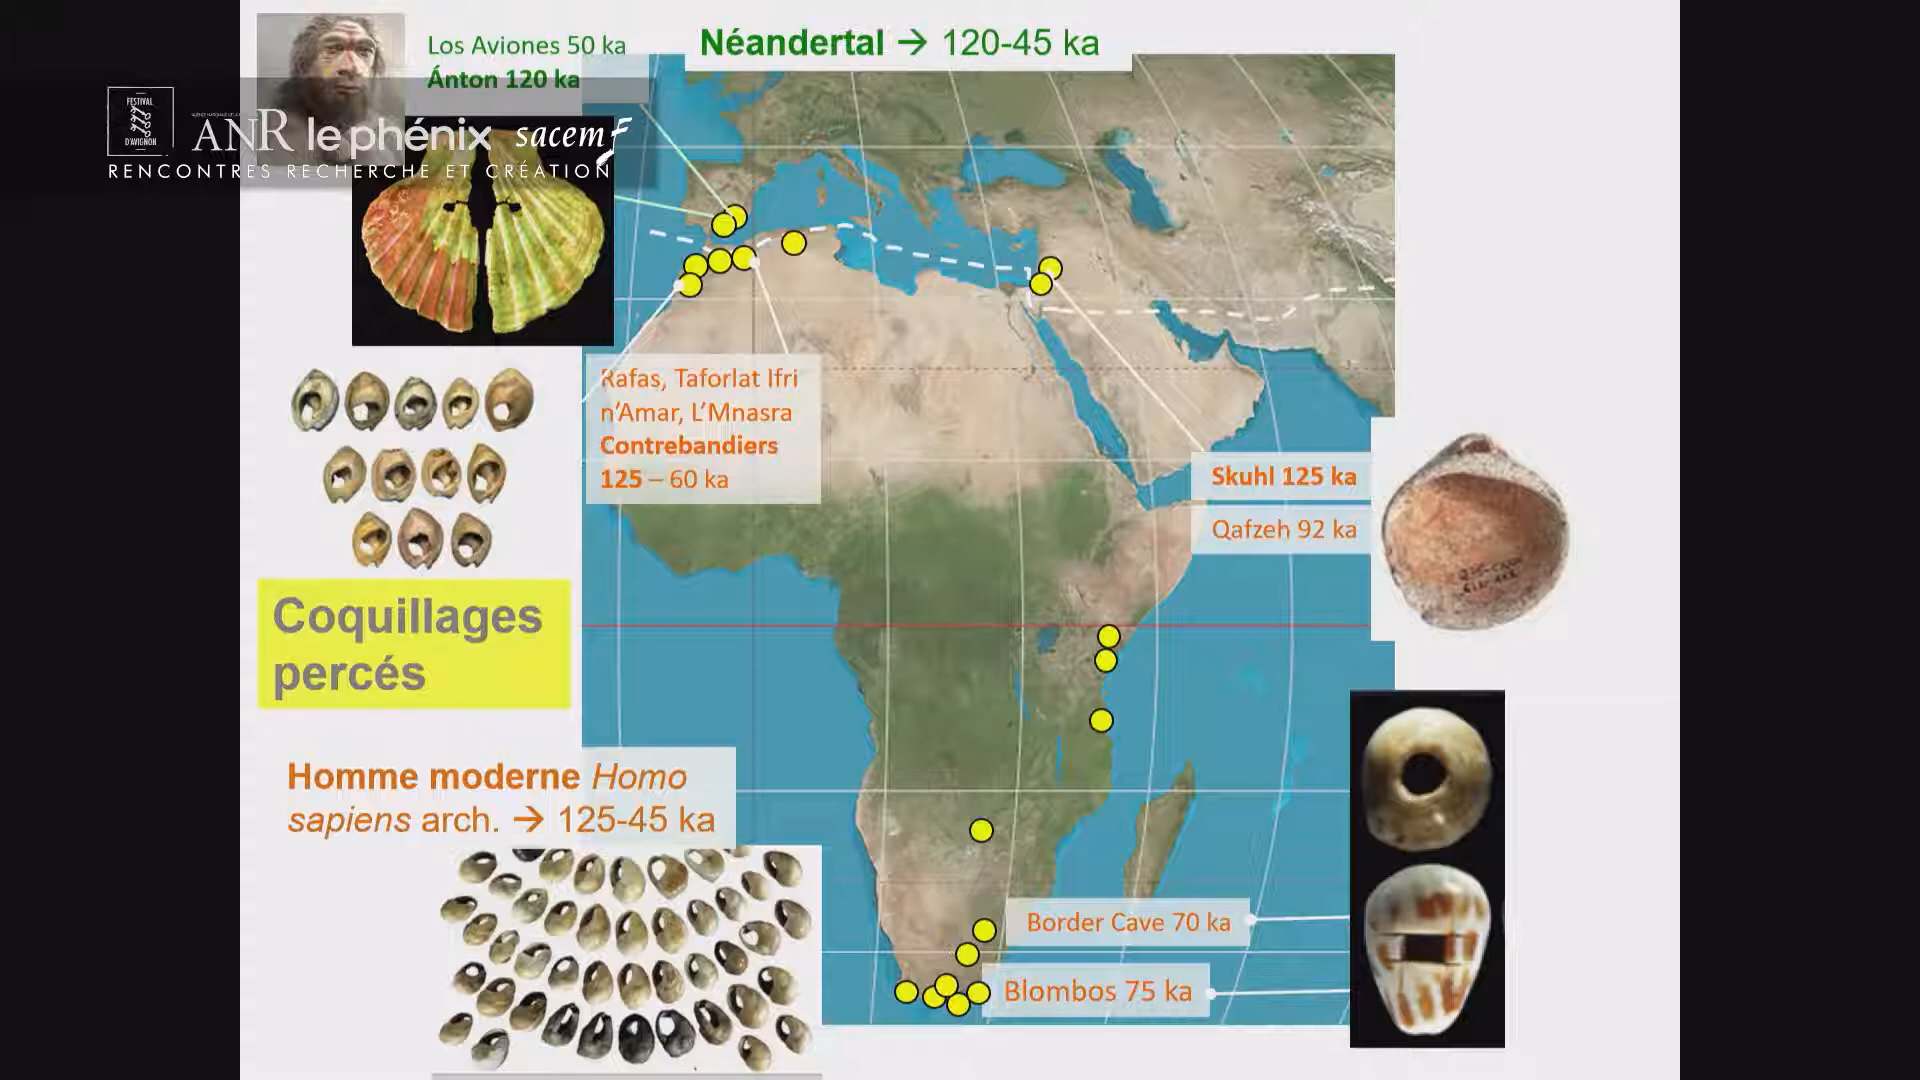 Los Aviones 50 ka
Ánton 120 ka
Néandertal → 120-45 ka
FESTIVAL
D'AVIGNON
ANR le phénix sacem
RENCONTRES RECHERCHE ET CRÉATION
Rafas, Taforlat Ifri
n'Amar, L'Mnasra
Contrebandiers
125 – 60 ka
Skuhl 125 ka
Qafzeh 92 ka
Coquillages
percés
Homme moderne Homo
sapiens arch. → 125-45 ka
Border Cave 70 ka
Blombos 75 ka